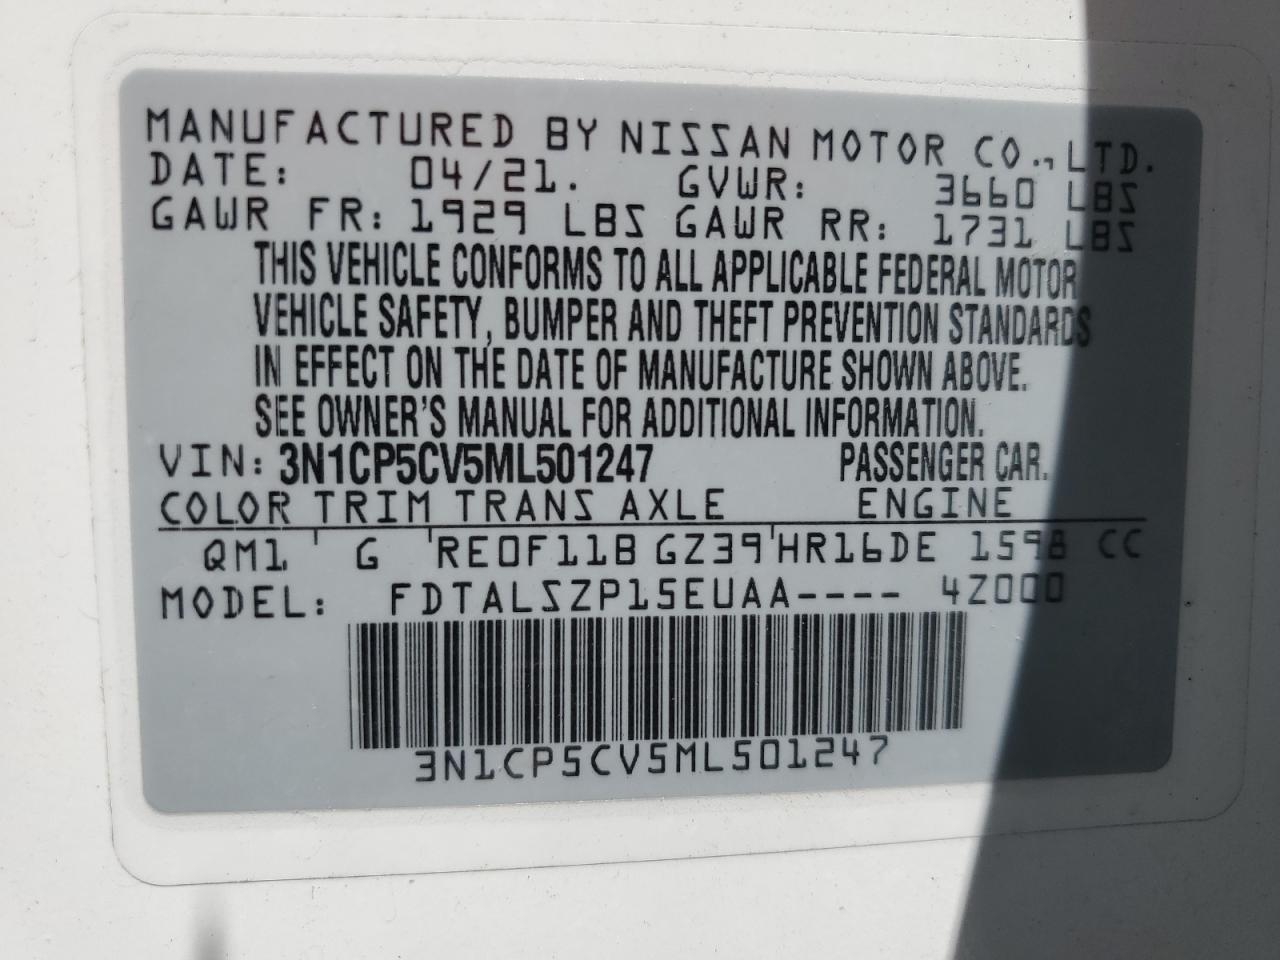 MANUFACTURED BY NISSAN MOTOR CO., LTD.
DATE: 04/21. GVWR: 3660 LBS
GAWR FR: 1929 LBS GAWR RR: 1731 LBS
THIS VEHICLE CONFORMS TO ALL APPLICABLE FEDERAL MOTOR
VEHICLE SAFETY, BUMPER AND THEFT PREVENTION STANDARDS
IN EFFECT ON THE DATE OF MANUFACTURE SHOWN ABOVE.
SEE OWNER'S MANUAL FOR ADDITIONAL INFORMATION.
VIN: 3N1CP5CV5ML501247 PASSENGER CAR.
COLOR TRIM TRANS AXLE ENGINE
QM1 G RE0F11B GZ39 HR16DE 1598 CC
MODEL: FDTALSZP15EUAA---- 4Z000
3N1CP5CV5ML501247